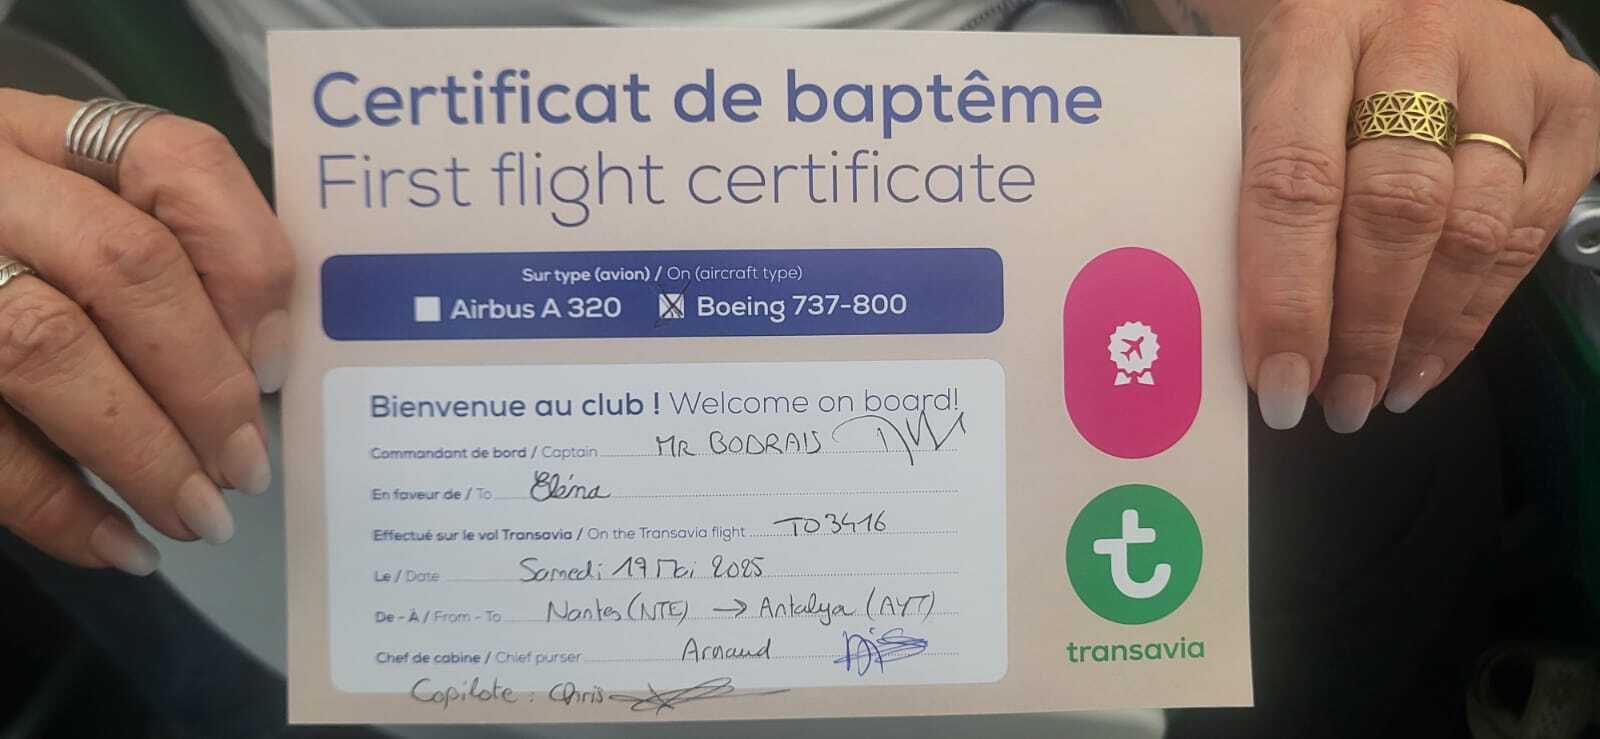 Certificat de baptême
First flight certificate
Sur type (avion) / On (aircraft type)
Airbus A 320 Boeing 737-800
Bienvenue au club ! Welcome on board!
Commandant de bord / Captain MR BODRAIS
En faveur de / To Eléna
Effectué sur le vol Transavia / On the Transavia flight TO3416
Le / Date Samedi 17 Mai 2025
De - À / From - To Nantes (NTE) → Antalya (AYT)
Chef de cabine / Chief purser Arnaud
Copilote : Chris
transavia